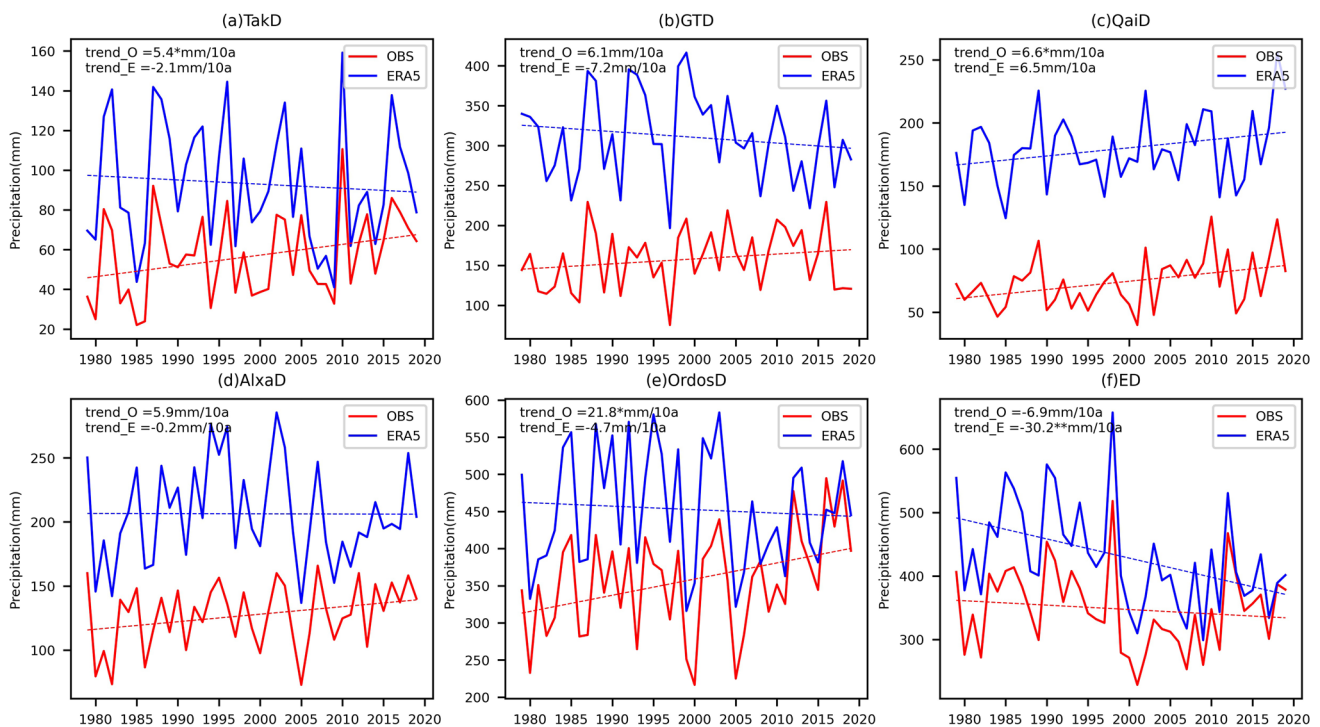 (a)TakD
trend_O =5.4*mm/10a
trend_E =-2.1mm/10a
OBS
ERA5
Precipitation(mm)
160
140
120
100
80
60
40
20
1980 1985 1990 1995 2000 2005 2010 2015 2020
(b)GTD
trend_O =6.1mm/10a
trend_E =-7.2mm/10a
OBS
ERA5
Precipitation(mm)
400
350
300
250
200
150
100
1980 1985 1990 1995 2000 2005 2010 2015 2020
(c)QaiD
trend_O =6.6*mm/10a
trend_E =6.5mm/10a
OBS
ERA5
Precipitation(mm)
250
200
150
100
50
1980 1985 1990 1995 2000 2005 2010 2015 2020
(d)AlxaD
trend_O =5.9mm/10a
trend_E =-0.2mm/10a
OBS
ERA5
Precipitation(mm)
250
200
150
100
1980 1985 1990 1995 2000 2005 2010 2015 2020
(e)OrdosD
trend_O =21.8*mm/10a
trend_E =-4.7mm/10a
OBS
ERA5
Precipitation(mm)
600
550
500
450
400
350
300
250
200
1980 1985 1990 1995 2000 2005 2010 2015 2020
(f)ED
trend_O =-6.9mm/10a
trend_E =-30.2**mm/10a
OBS
ERA5
Precipitation(mm)
600
500
400
300
1980 1985 1990 1995 2000 2005 2010 2015 2020